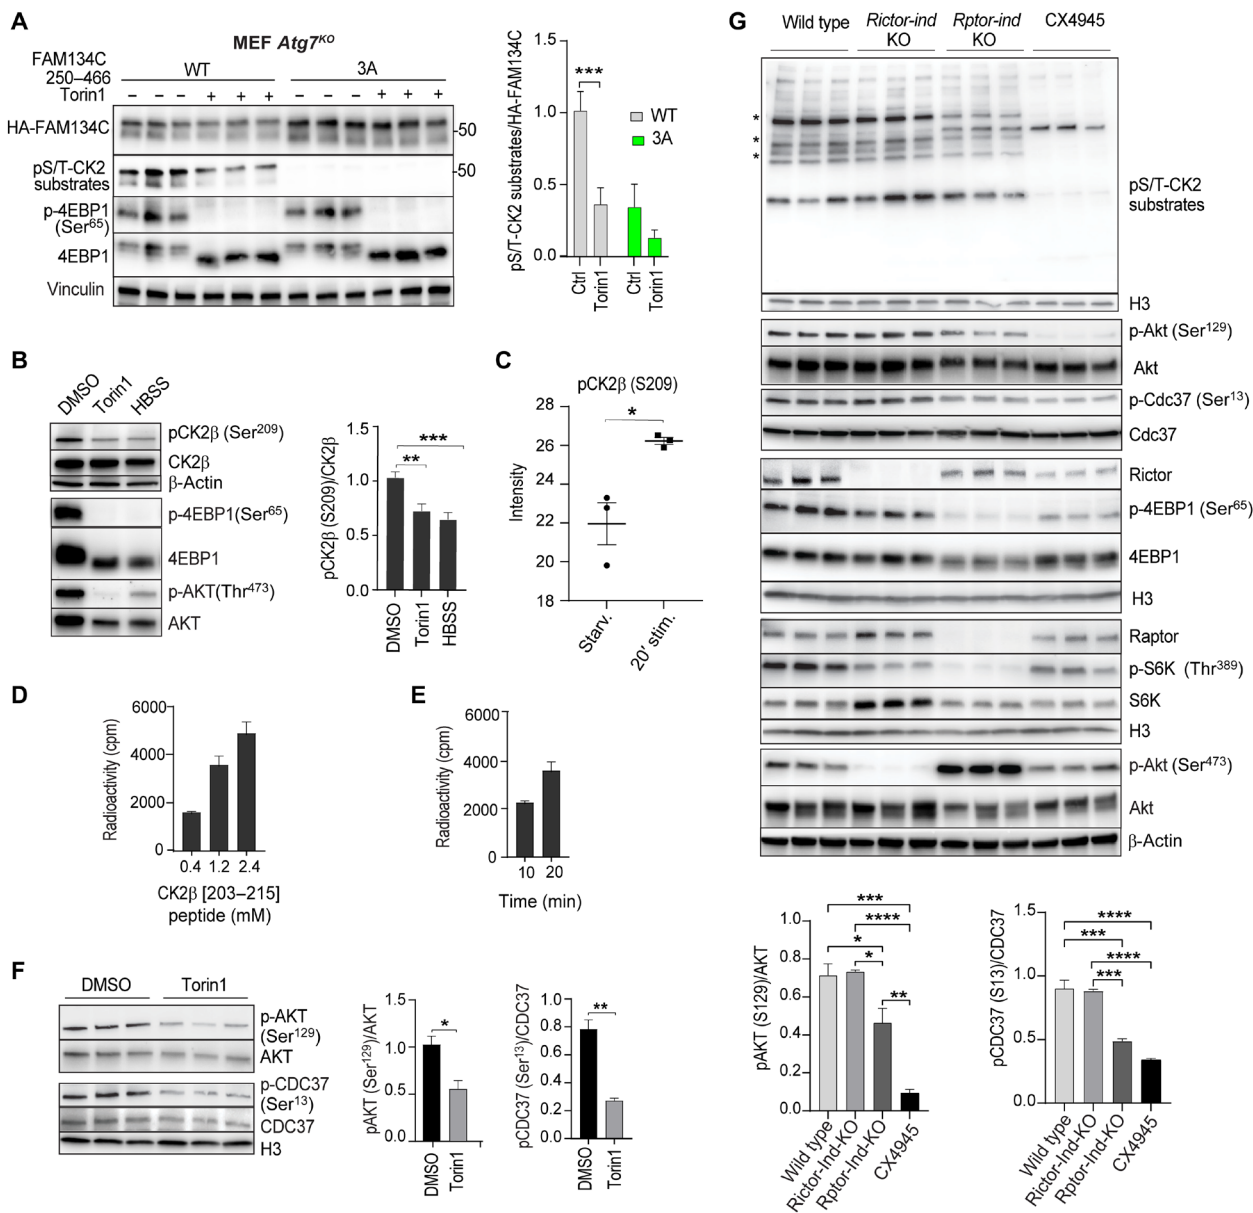 A
MEF Atg7KO
FAM134C
250–466
WT
3A
Torin1
– – – + + + – – – + + +
HA-FAM134C
50
pS/T-CK2
substrates
50
p-4EBP1
(Ser65)
4EBP1
Vinculin
pS/T-CK2 substrates/HA-FAM134C
1.5
1.0
0.5
0.0
***
WT
3A
Ctrl
Torin1
Ctrl
Torin1
B
DMSO
Torin1
HBSS
pCK2β (Ser209)
CK2β
β-Actin
p-4EBP1(Ser65)
4EBP1
p-AKT(Thr473)
AKT
pCK2β (S209)/CK2β
1.5
1.0
0.5
0.0
***
**
DMSO
Torin1
HBSS
C
pCK2β (S209)
Intensity
28
26
24
22
20
18
*
Starv.
20′ stim.
D
Radioactivity (cpm)
6000
4000
2000
0
0.4 1.2 2.4
CK2β [203–215]
peptide (mM)
E
Radioactivity (cpm)
6000
4000
2000
0
10 20
Time (min)
F
DMSO
Torin1
p-AKT
(Ser129)
AKT
p-CDC37
(Ser13)
CDC37
H3
pAKT (Ser129)/AKT
1.5
1.0
0.5
0.0
*
DMSO
Torin1
pCDC37 (Ser13)/CDC37
1.0
0.8
0.6
0.4
0.2
0.0
**
DMSO
Torin1
G
Wild type
Rictor-ind
KO
Rptor-ind
KO
CX4945
*
*
*
pS/T-CK2
substrates
H3
p-Akt (Ser129)
Akt
p-Cdc37 (Ser13)
Cdc37
Rictor
p-4EBP1 (Ser65)
4EBP1
H3
Raptor
p-S6K (Thr389)
S6K
H3
p-Akt (Ser473)
Akt
β-Actin
pAKT (S129)/AKT
1.0
0.8
0.6
0.4
0.2
0.0
***
****
*
*
**
Wild type
Rictor-Ind-KO
Rptor-Ind-KO
CX4945
pCDC37 (S13)/CDC37
1.5
1.0
0.5
0.0
****
***
****
***
Wild type
Rictor-Ind-KO
Rptor-Ind-KO
CX4945